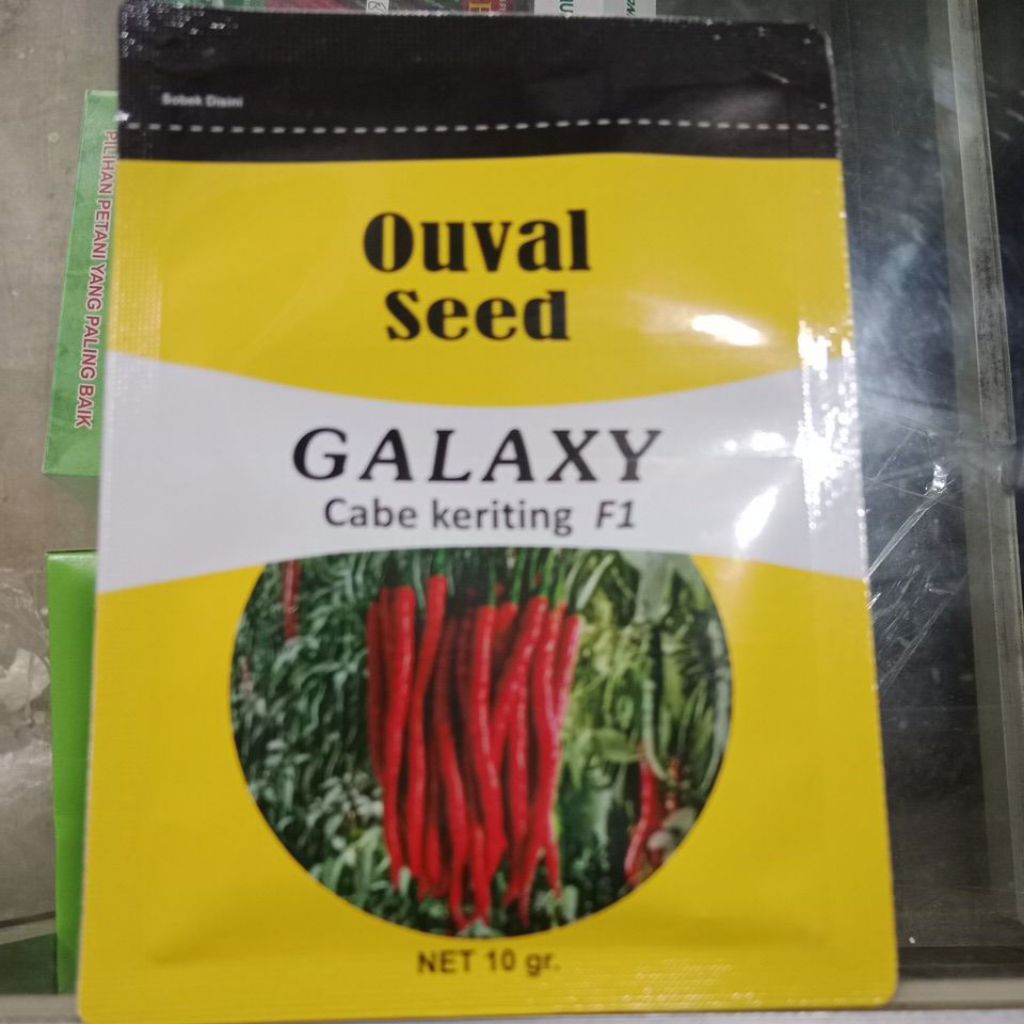 Sobek Disini
Ouval
Seed
GALAXY
Cabe keriting F1
NET 10 gr.
PILIHAN PETANI YANG PALING BAIK